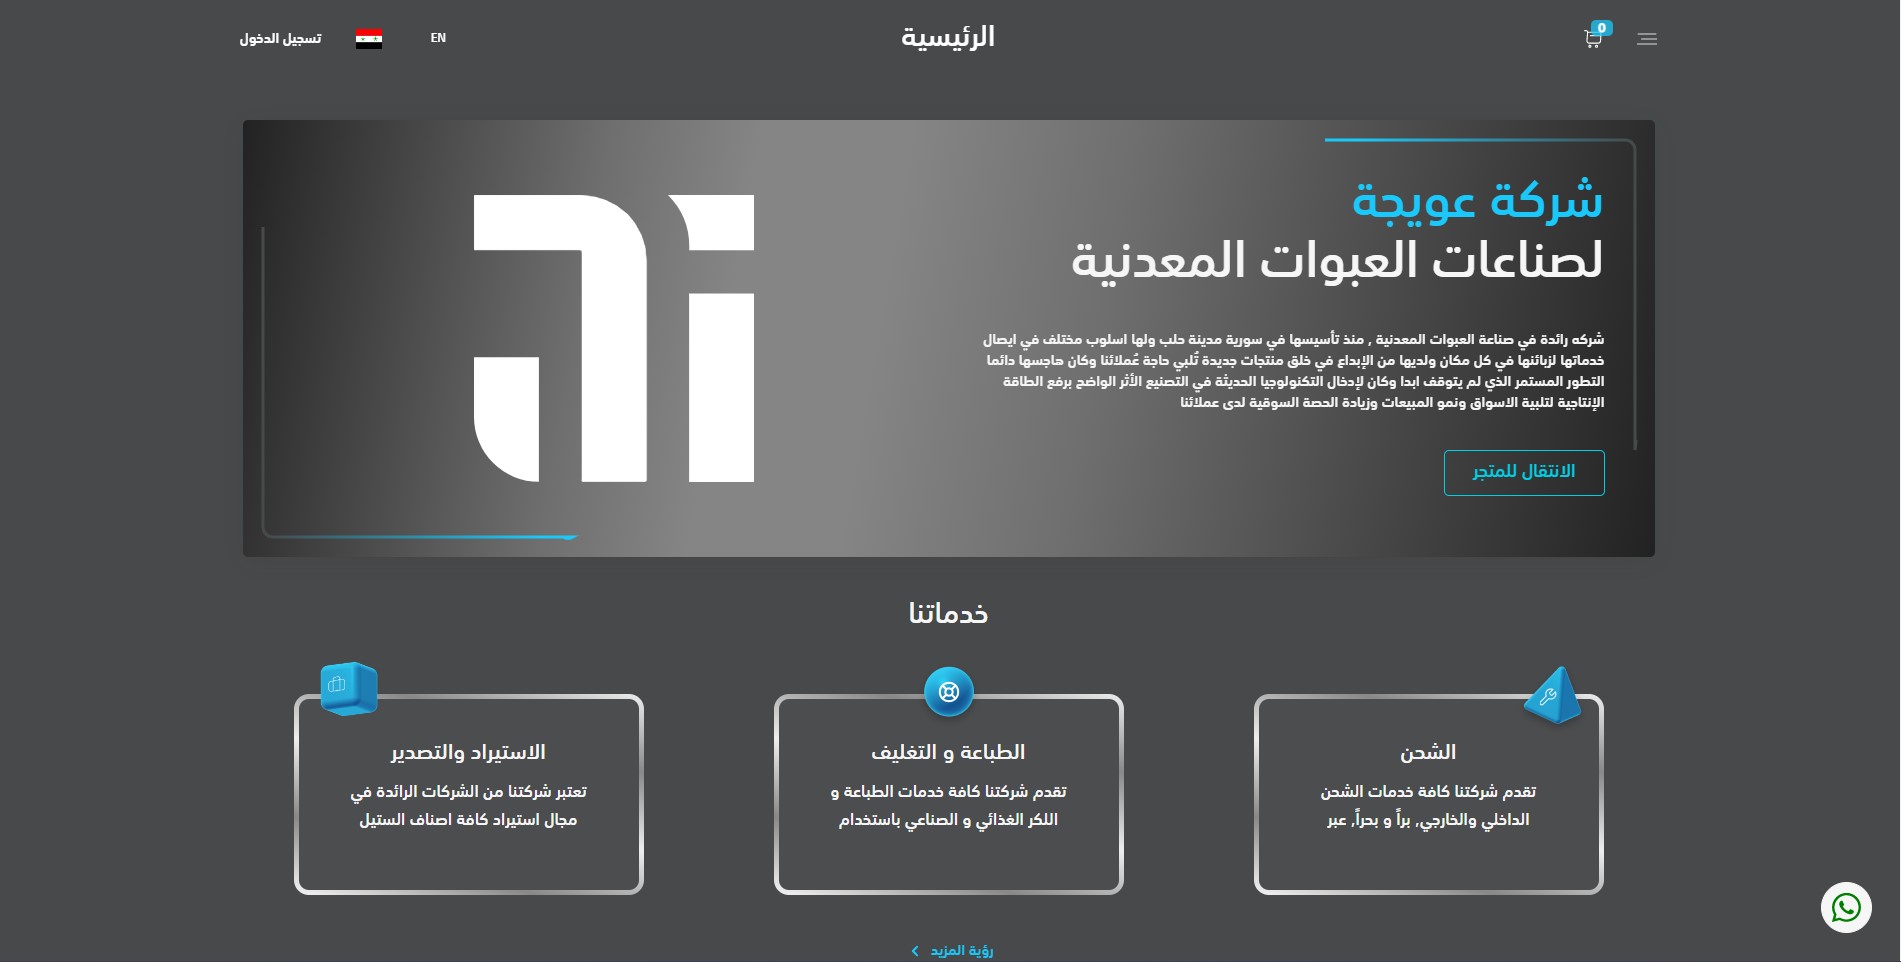 0
الرئيسية
EN
تسجيل الدخول
شركة عويجة
لصناعات العبوات المعدنية
شركه رائدة في صناعة العبوات المعدنية , منذ تأسيسها في سورية مدينة حلب ولها اسلوب مختلف في ايصال
خدماتها لزبائنها في كل مكان ولديها من الإبداع في خلق منتجات جديدة تُلبي حاجة عُملائنا وكان هاجسها دائما
التطور المستمر الذي لم يتوقف ابدا وكان لإدخال التكنولوجيا الحديثة في التصنيع الأثر الواضح برفع الطاقة
الإنتاجية لتلبية الاسواق ونمو المبيعات وزيادة الحصة السوقية لدى عملائنا
الانتقال للمتجر
خدماتنا
الشحن
تقدم شركتنا كافة خدمات الشحن
الداخلي والخارجي, براً و بحراً, عبر
الطباعة و التغليف
تقدم شركتنا كافة خدمات الطباعة و
اللكر الغذائي و الصناعي باستخدام
الاستيراد والتصدير
تعتبر شركتنا من الشركات الرائدة في
مجال استيراد كافة اصناف الستيل
رؤية المزيد